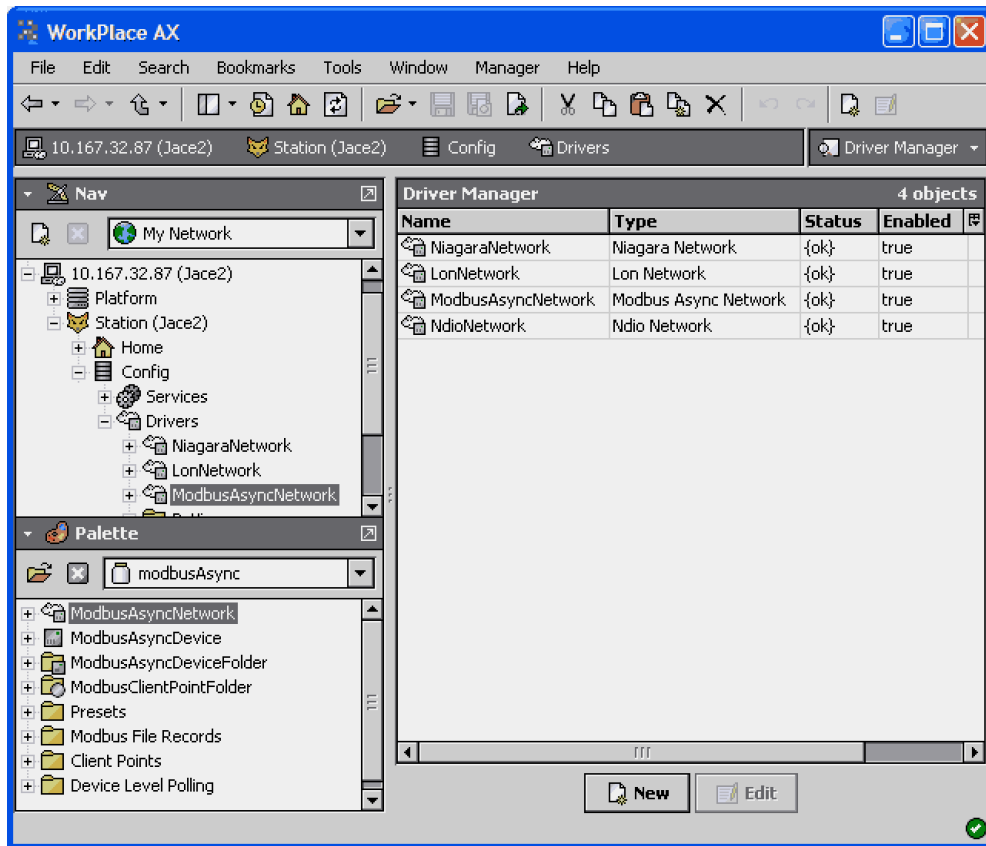 WorkPlace AX
File Edit Search Bookmarks Tools Window Manager Help
10.167.32.87 (Jace2) Station (Jace2) Config Drivers Driver Manager
Nav
My Network
10.167.32.87 (Jace2)
Platform
Station (Jace2)
Home
Config
Services
Drivers
NiagaraNetwork
LonNetwork
ModbusAsyncNetwork
Palette
modbusAsync
ModbusAsyncNetwork
ModbusAsyncDevice
ModbusAsyncDeviceFolder
ModbusClientPointFolder
Presets
Modbus File Records
Client Points
Device Level Polling
Driver Manager 4 objects
Name Type Status Enabled
NiagaraNetwork Niagara Network {ok} true
LonNetwork Lon Network {ok} true
ModbusAsyncNetwork Modbus Async Network {ok} true
NdioNetwork Ndio Network {ok} true
New Edit